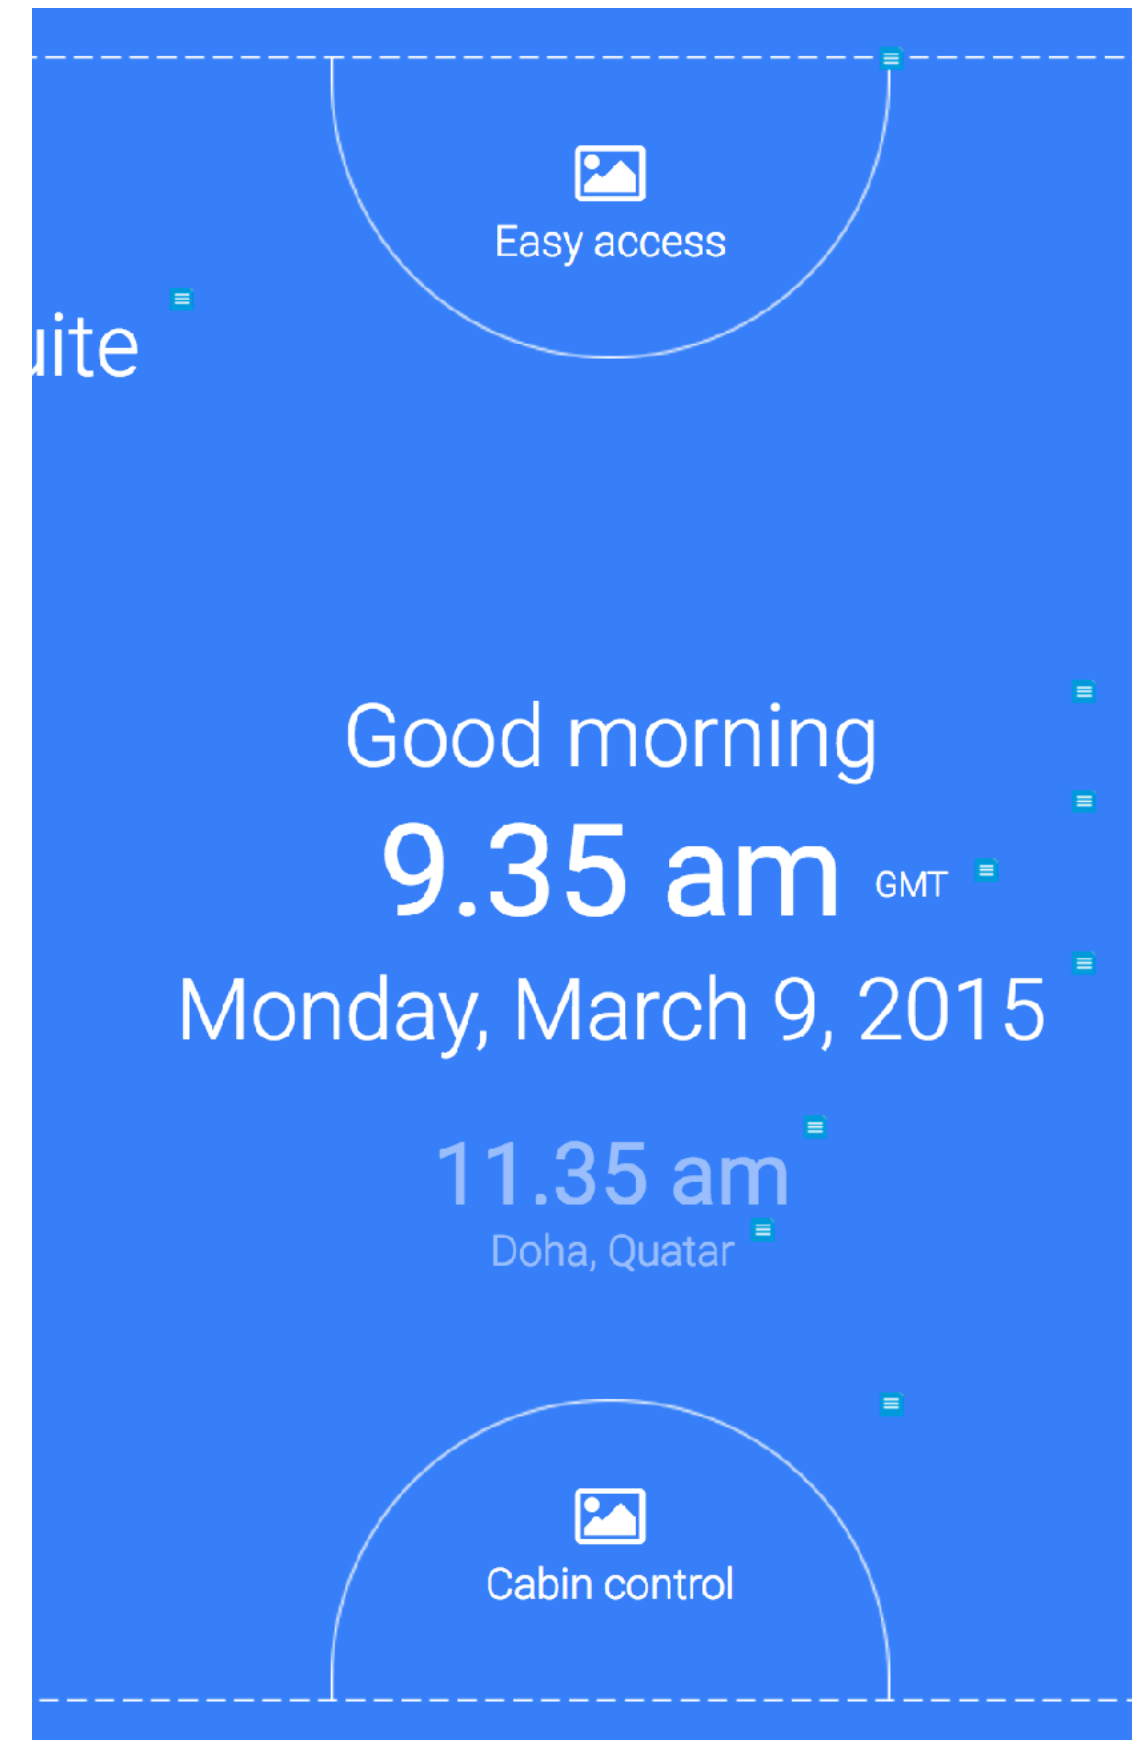 Easy access
Good morning
9.35 am GMT
Monday, March 9, 2015
11.35 am
Doha, Quatar
Cabin control